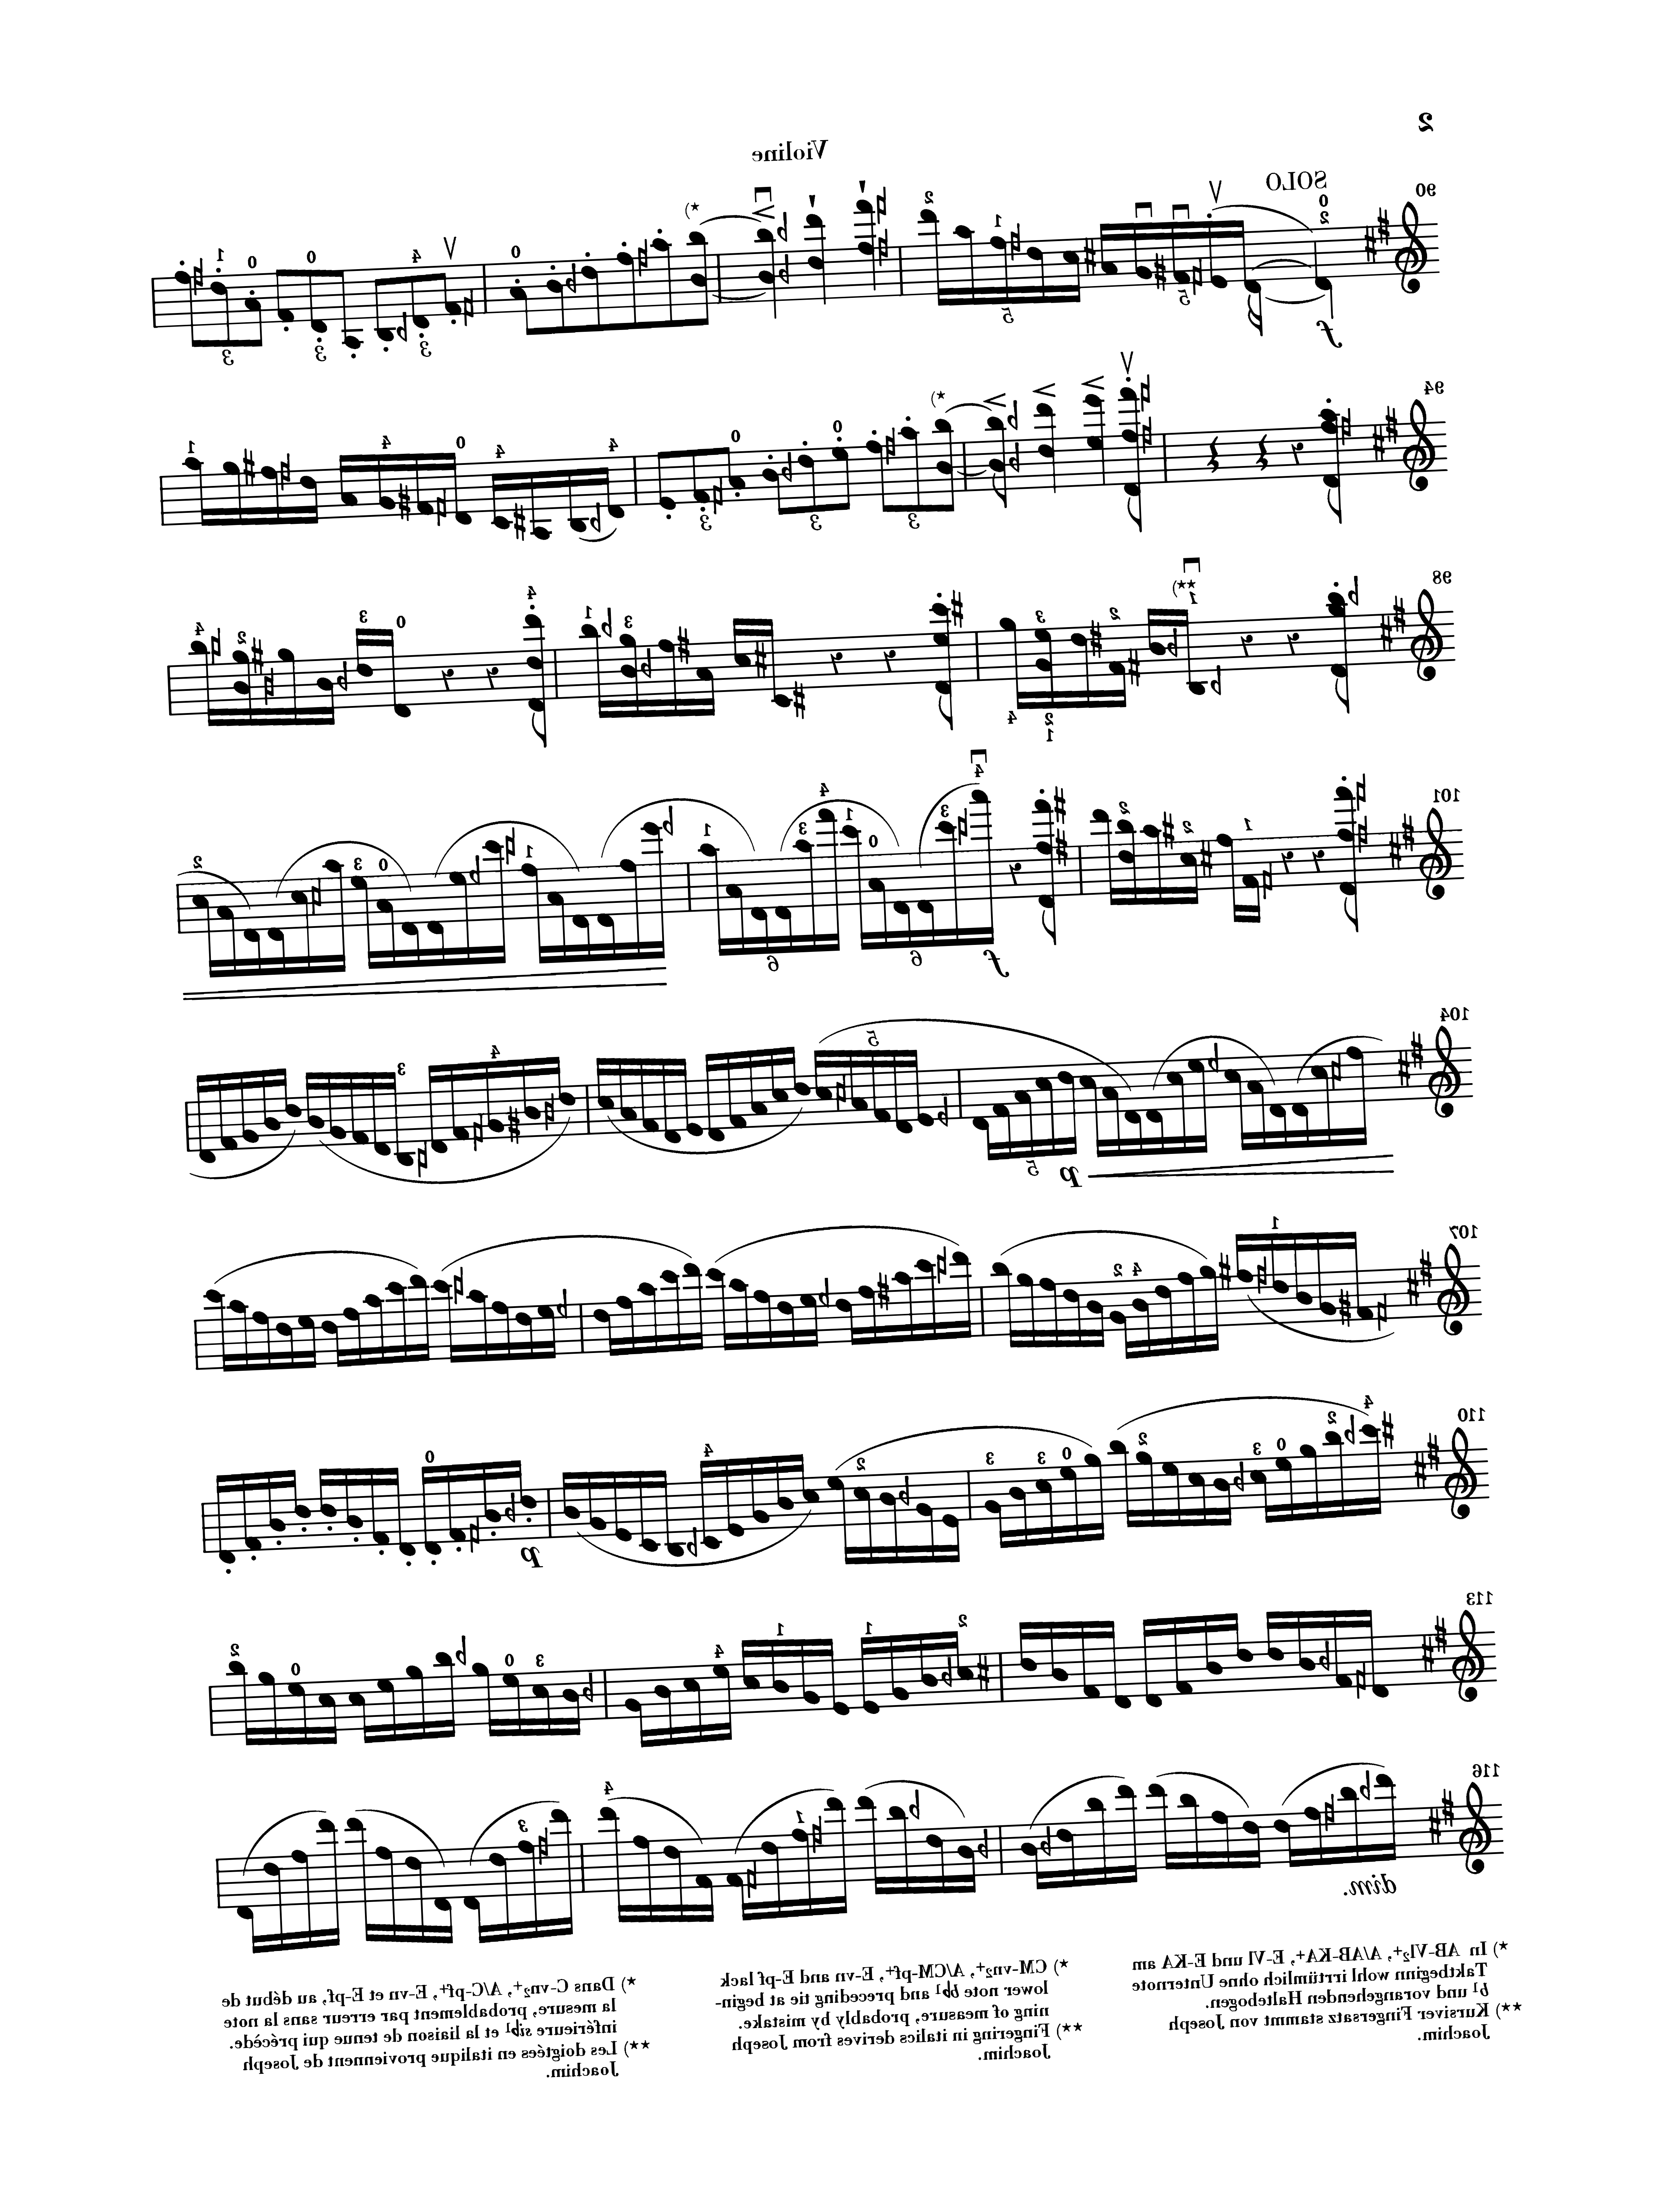 2
Violine
90
SOLO
f
*)
94
*)
98
**)
101
f
104
p
107
110
p
113
116
dim.
*) In AB-Vl₂⁺, A/AB-KA⁺, E-Vl und E-KA am
Taktbeginn wohl irrtümlich ohne Unternote
b¹ und vorangehenden Haltebogen.
**) Kursiver Fingersatz stammt von Joseph
Joachim.
*) CM-vn₂⁺, A/CM-pf⁺, E-vn and E-pf lack
lower note b♭¹ and preceding tie at begin-
ning of measure, probably by mistake.
**) Fingering in italics derives from Joseph
Joachim.
*) Dans C-vn₂⁺, A/C-pf⁺, E-vn et E-pf, au début de
la mesure, probablement par erreur sans la note
inférieure si♭¹ et la liaison de tenue qui précède.
**) Les doigtées en italique proviennent de Joseph
Joachim.